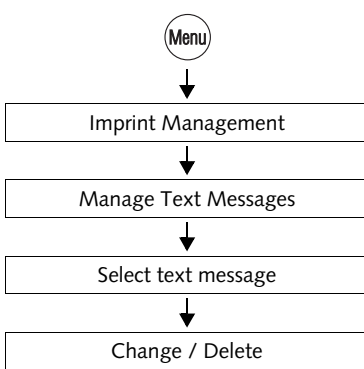 Menu
Imprint Management
Manage Text Messages
Select text message
Change / Delete